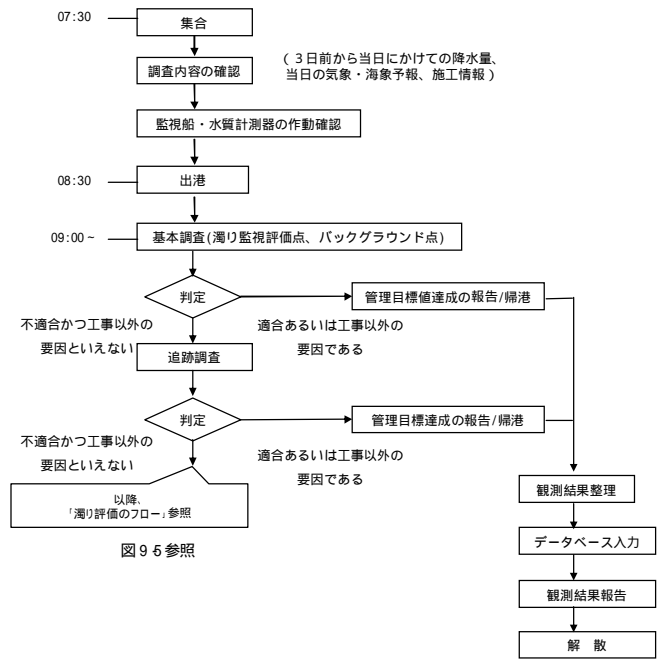 07:30
集合
調査内容の確認
(３日前から当日にかけての降水量、
当日の気象・海象予報、施工情報)
監視船・水質計測器の作動確認
08:30
出港
09:00~
基本調査(濁り監視評価点、バックグラウンド点)
判定
管理目標値達成の報告/帰港
不適合かつ工事以外の
要因といえない
適合あるいは工事以外の
要因である
追跡調査
判定
管理目標達成の報告/帰港
不適合かつ工事以外の
要因といえない
適合あるいは工事以外の
要因である
以降、
「濁り評価のフロー」参照
観測結果整理
図9 参照
データベース入力
観測結果報告
解 散